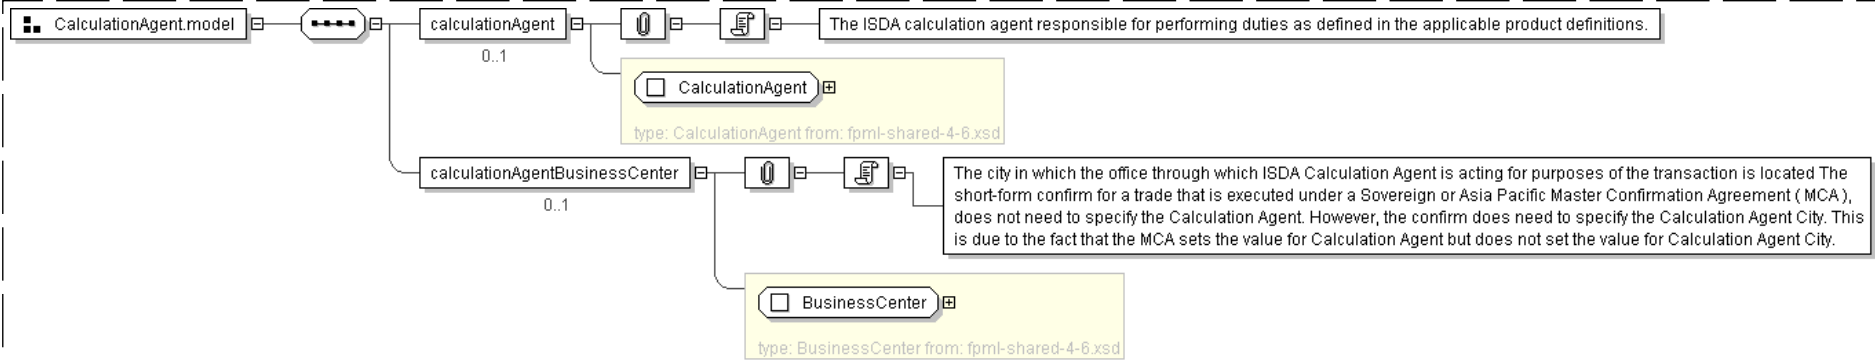 CalculationAgent.model
calculationAgent
The ISDA calculation agent responsible for performing duties as defined in the applicable product definitions.
0..1
CalculationAgent
type: CalculationAgent from: fpml-shared-4-6.xsd
calculationAgentBusinessCenter
0..1
The city in which the office through which ISDA Calculation Agent is acting for purposes of the transaction is located The
short-form confirm for a trade that is executed under a Sovereign or Asia Pacific Master Confirmation Agreement ( MCA ),
does not need to specify the Calculation Agent. However, the confirm does need to specify the Calculation Agent City. This
is due to the fact that the MCA sets the value for Calculation Agent but does not set the value for Calculation Agent City.
BusinessCenter
type: BusinessCenter from: fpml-shared-4-6.xsd